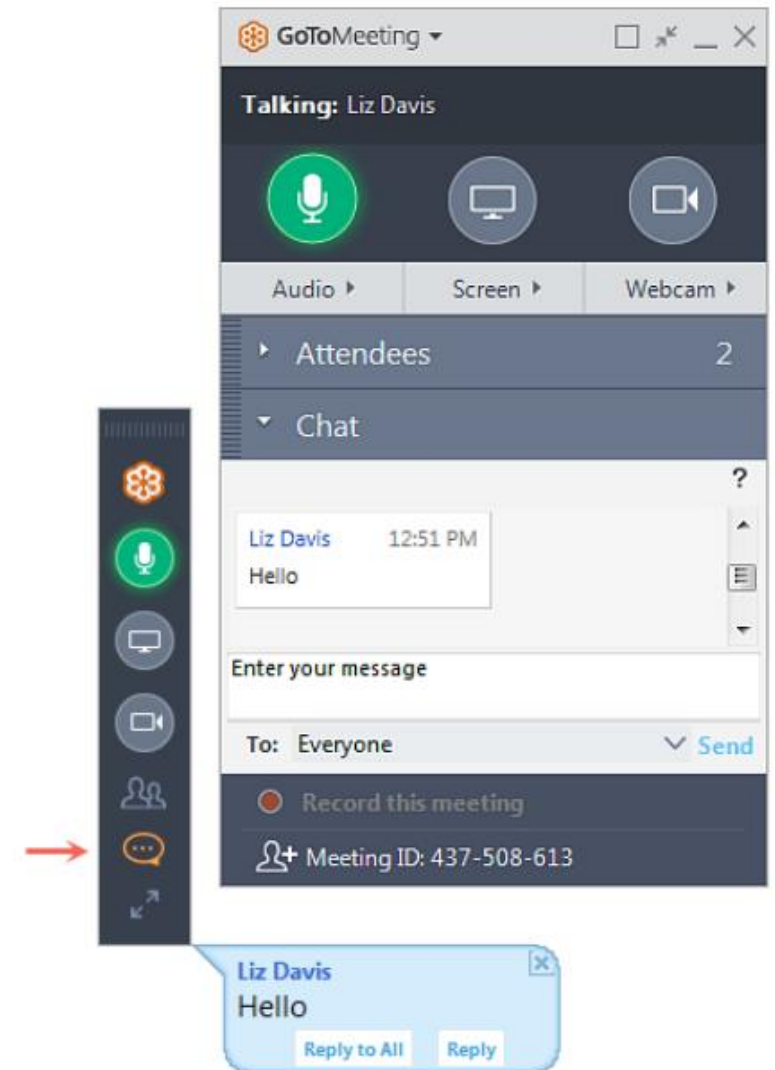 GoToMeeting
Talking: Liz Davis
Audio Screen Webcam
Attendees 2
Chat
?
Liz Davis 12:51 PM
Hello
Enter your message
To: Everyone Send
Record this meeting
Meeting ID: 437-508-613
Liz Davis
Hello
Reply to All Reply